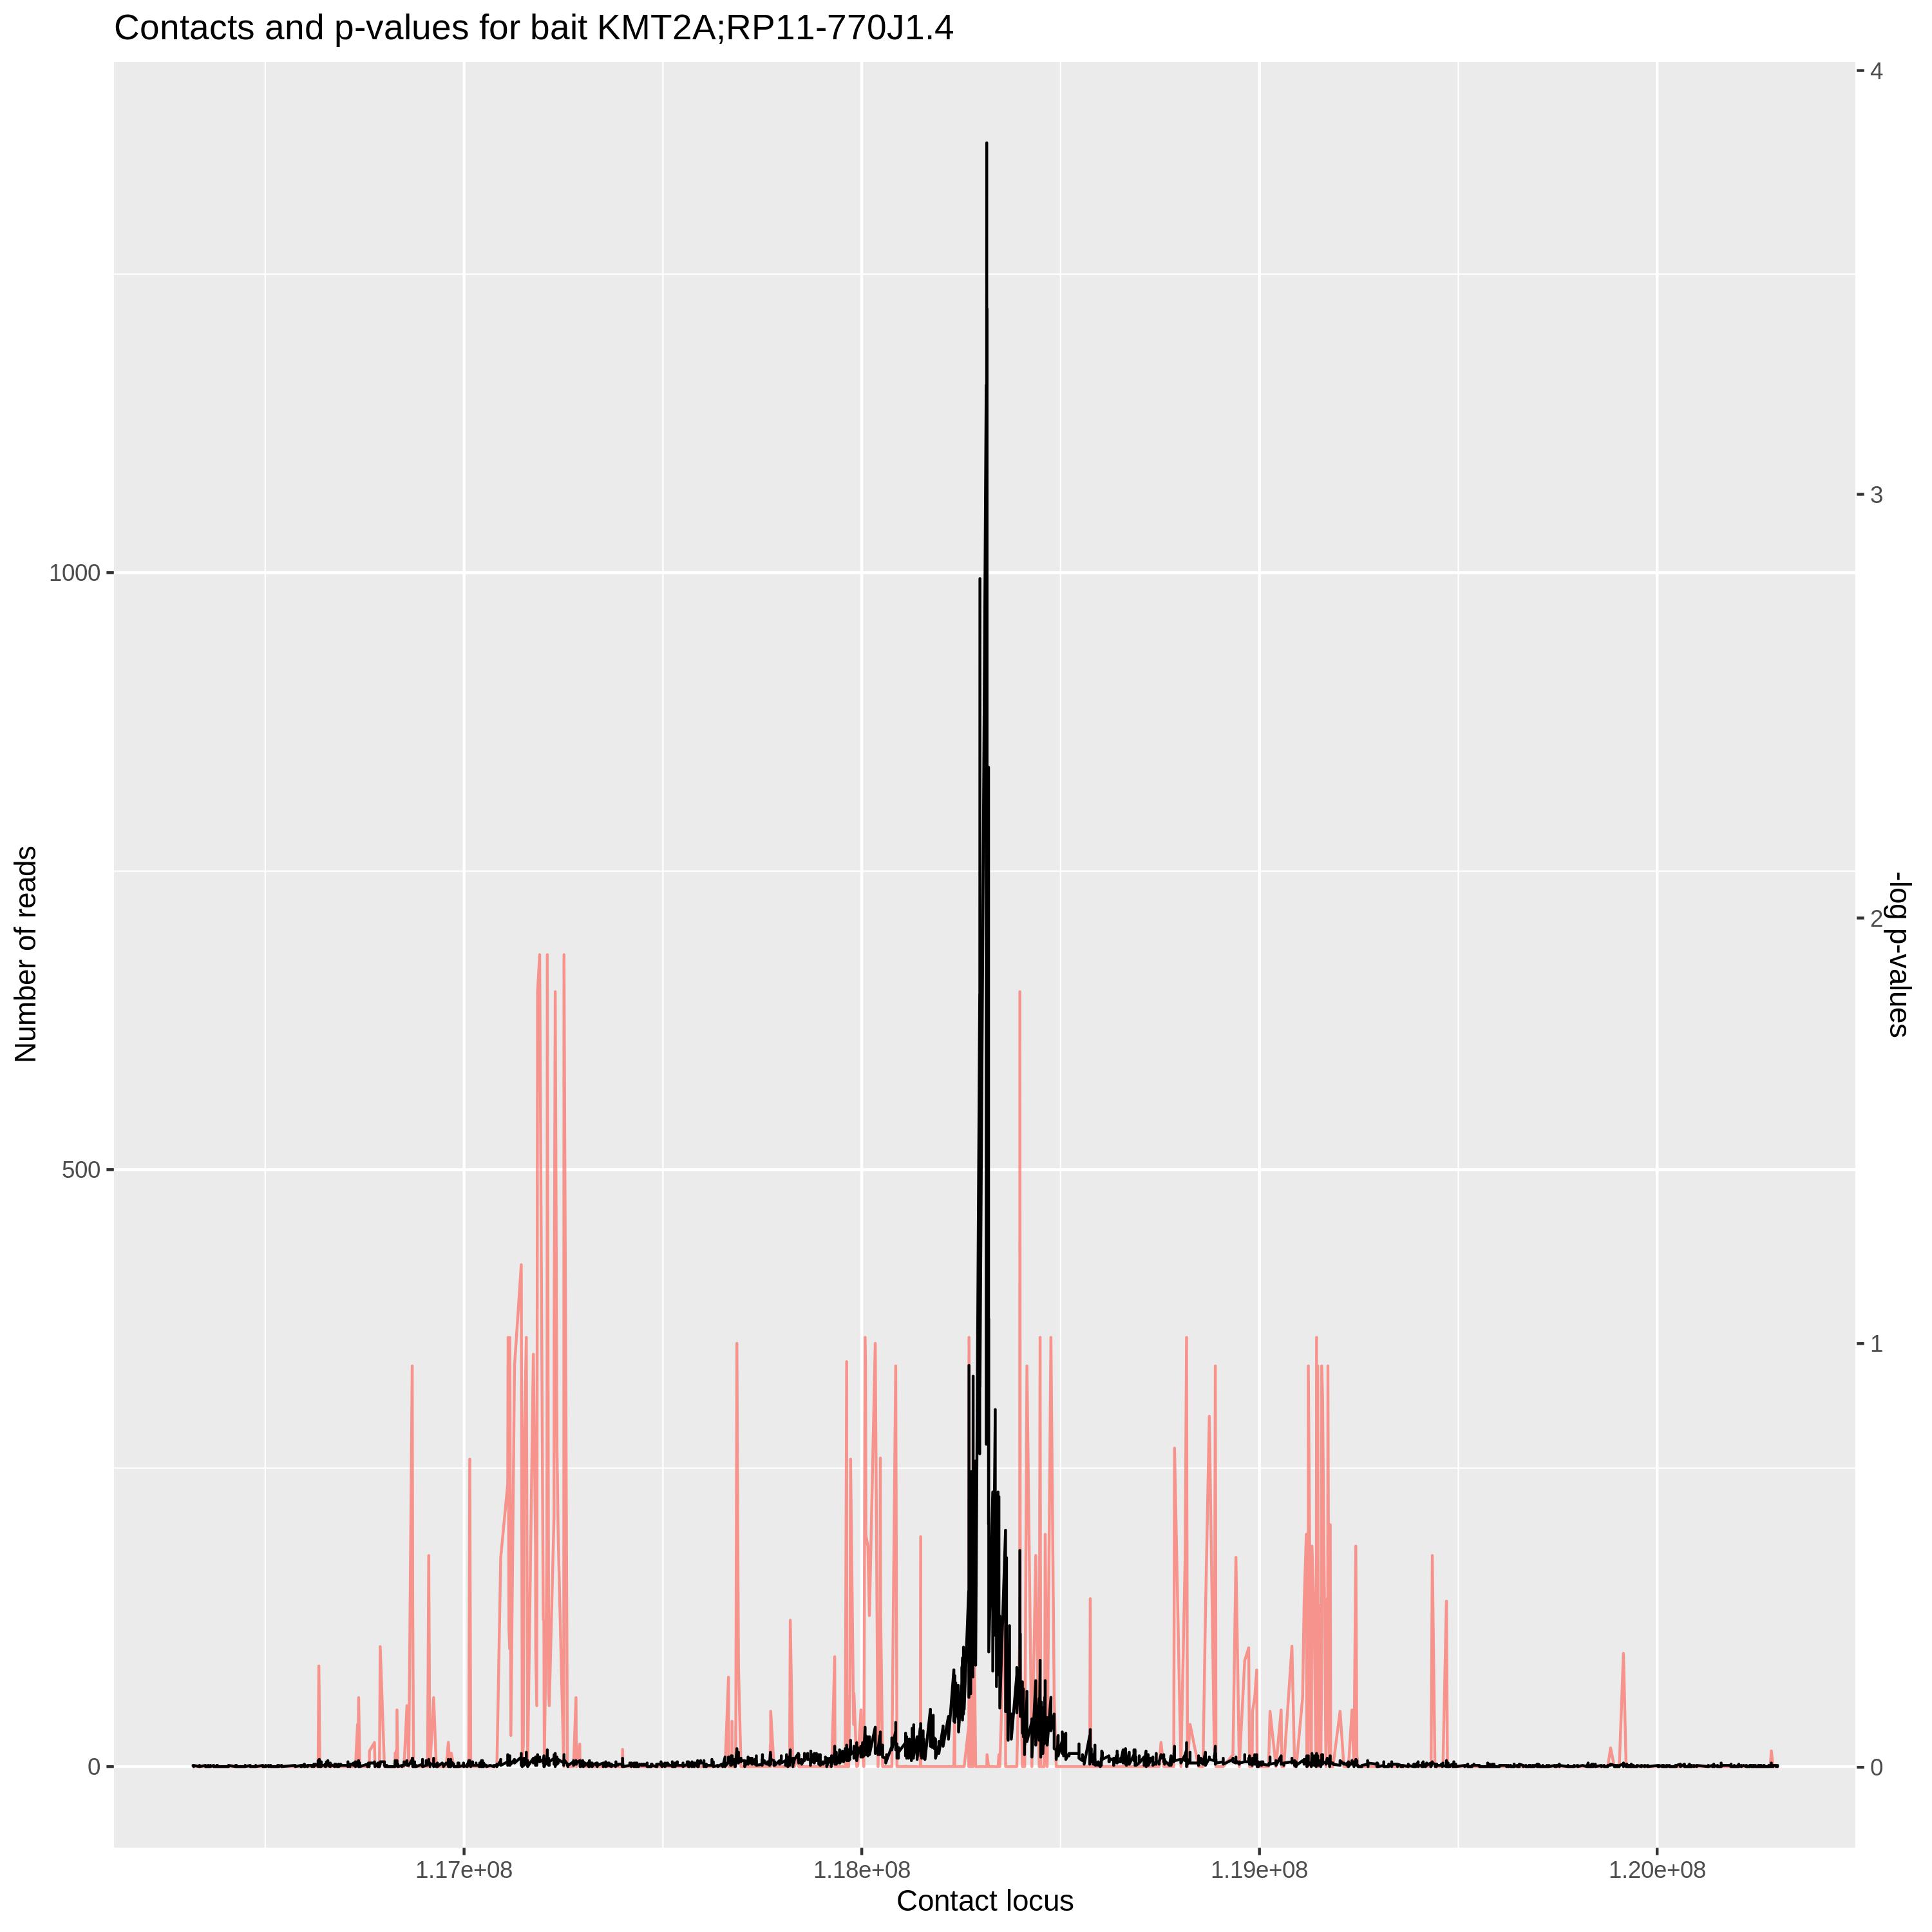 Contacts and p-values for bait KMT2A;RP11-770J1.4
Number of reads
1000
500
0
4
3
2
1
0
-log p-values
1.17e+08
1.18e+08
1.19e+08
1.20e+08
Contact locus